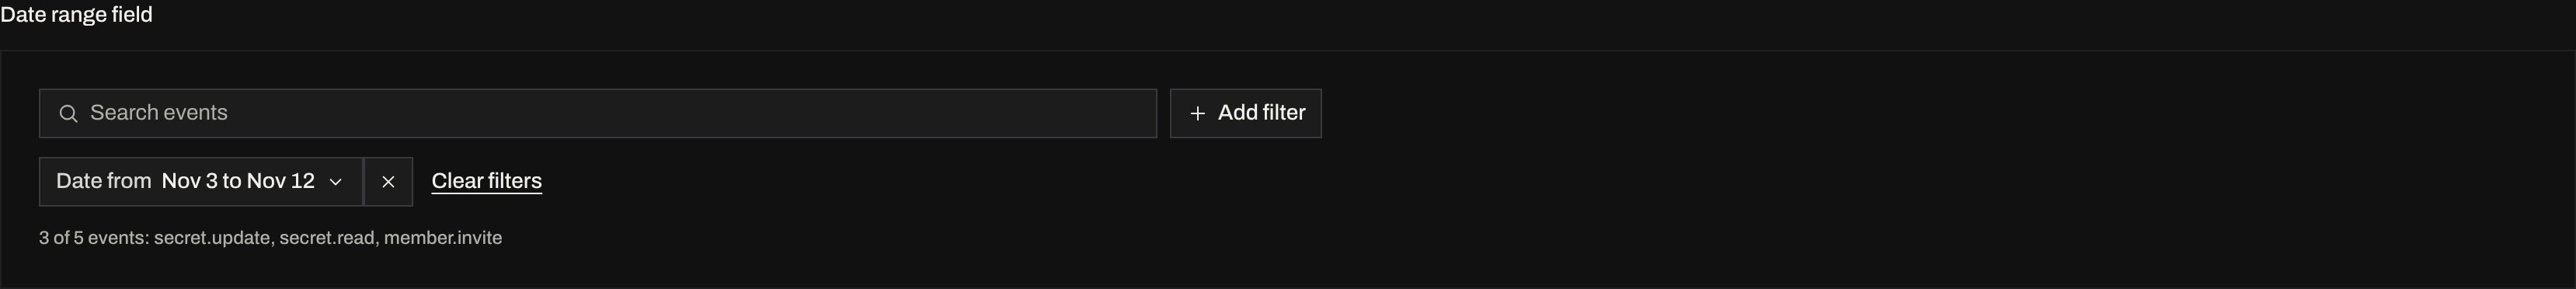 Date range field
Search events
Add filter
Date from Nov 3 to Nov 12
Clear filters
3 of 5 events: secret.update, secret.read, member.invite